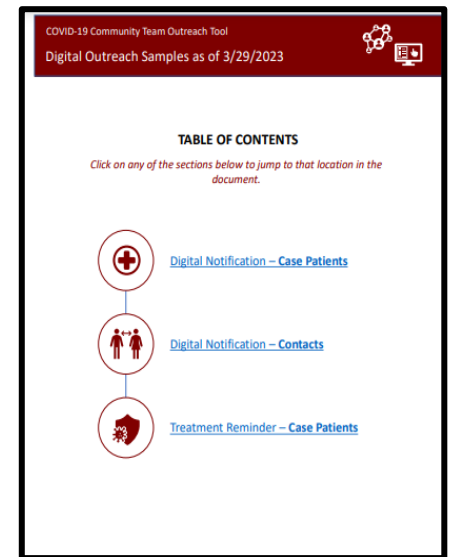 COVID-19 Community Team Outreach Tool
Digital Outreach Samples as of 3/29/2023
TABLE OF CONTENTS
Click on any of the sections below to jump to that location in the
document.
Digital Notification – Case Patients
Digital Notification – Contacts
Treatment Reminder – Case Patients